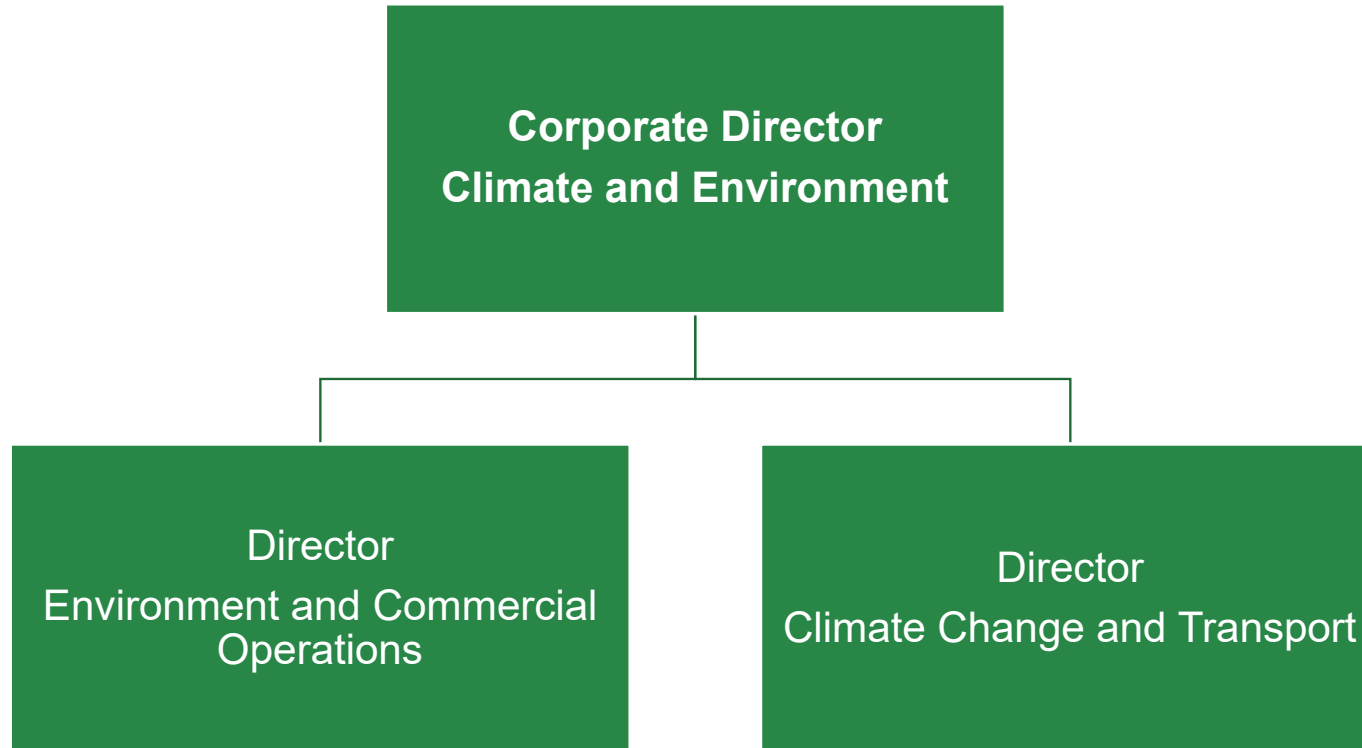 Corporate Director
Climate and Environment
Director
Environment and Commercial
Operations
Director
Climate Change and Transport